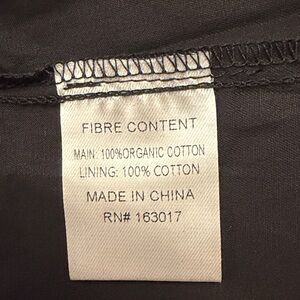 FIBRE CONTENT
MAIN: 100%ORGANIC COTTON
LINING: 100% COTTON
MADE IN CHINA
RN# 163017